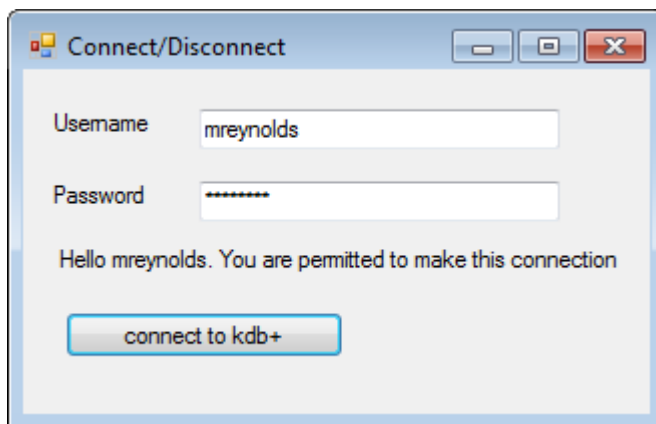 Connect/Disconnect
Username mreynolds
Password ********
Hello mreynolds. You are permitted to make this connection
connect to kdb+